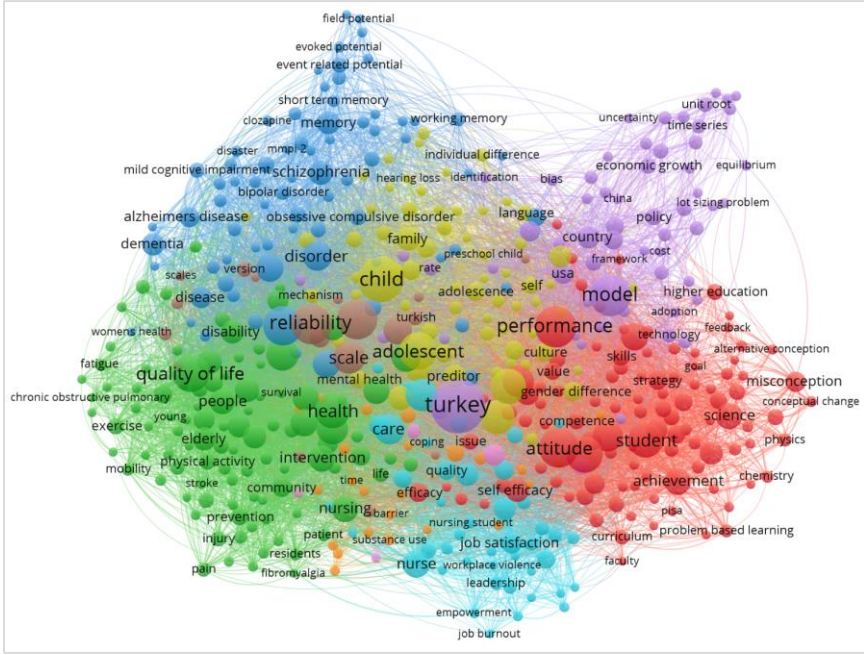 field potential
evoked potential
event related potential
short term memory
unit root
uncertainty
clozapine
memory
working memory
time series
disaster
mmpi 2
individual difference
economic growth
equilibrium
mild cognitive impairment
schizophrenia
hearing loss
identification
bias
bipolar disorder
china
lot sizing problem
alzheimers disease
obsessive compulsive disorder
language
policy
dementia
family
country
disorder
preschool child
cost
scales
version
child
rate
usa
framework
disease
mechanism
adolescence
self
model
higher education
womens health
disability
reliability
turkish
performance
adoption
technology
feedback
fatigue
scale
adolescent
culture
skills
alternative conception
quality of life
mental health
preditor
value
goal
strategy
misconception
chronic obstructive pulmonary
people
survival
gender difference
conceptual change
young
health
turkey
exercise
care
competence
science
elderly
coping
issue
attitude
student
physics
mobility
physical activity
intervention
stroke
life
quality
achievement
chemistry
community
time
efficacy
self efficacy
prevention
nursing
barrier
pisa
nursing student
problem based learning
injury
patient
substance use
job satisfaction
curriculum
residents
pain
fibromyalgia
nurse
workplace violence
faculty
leadership
empowerment
job burnout